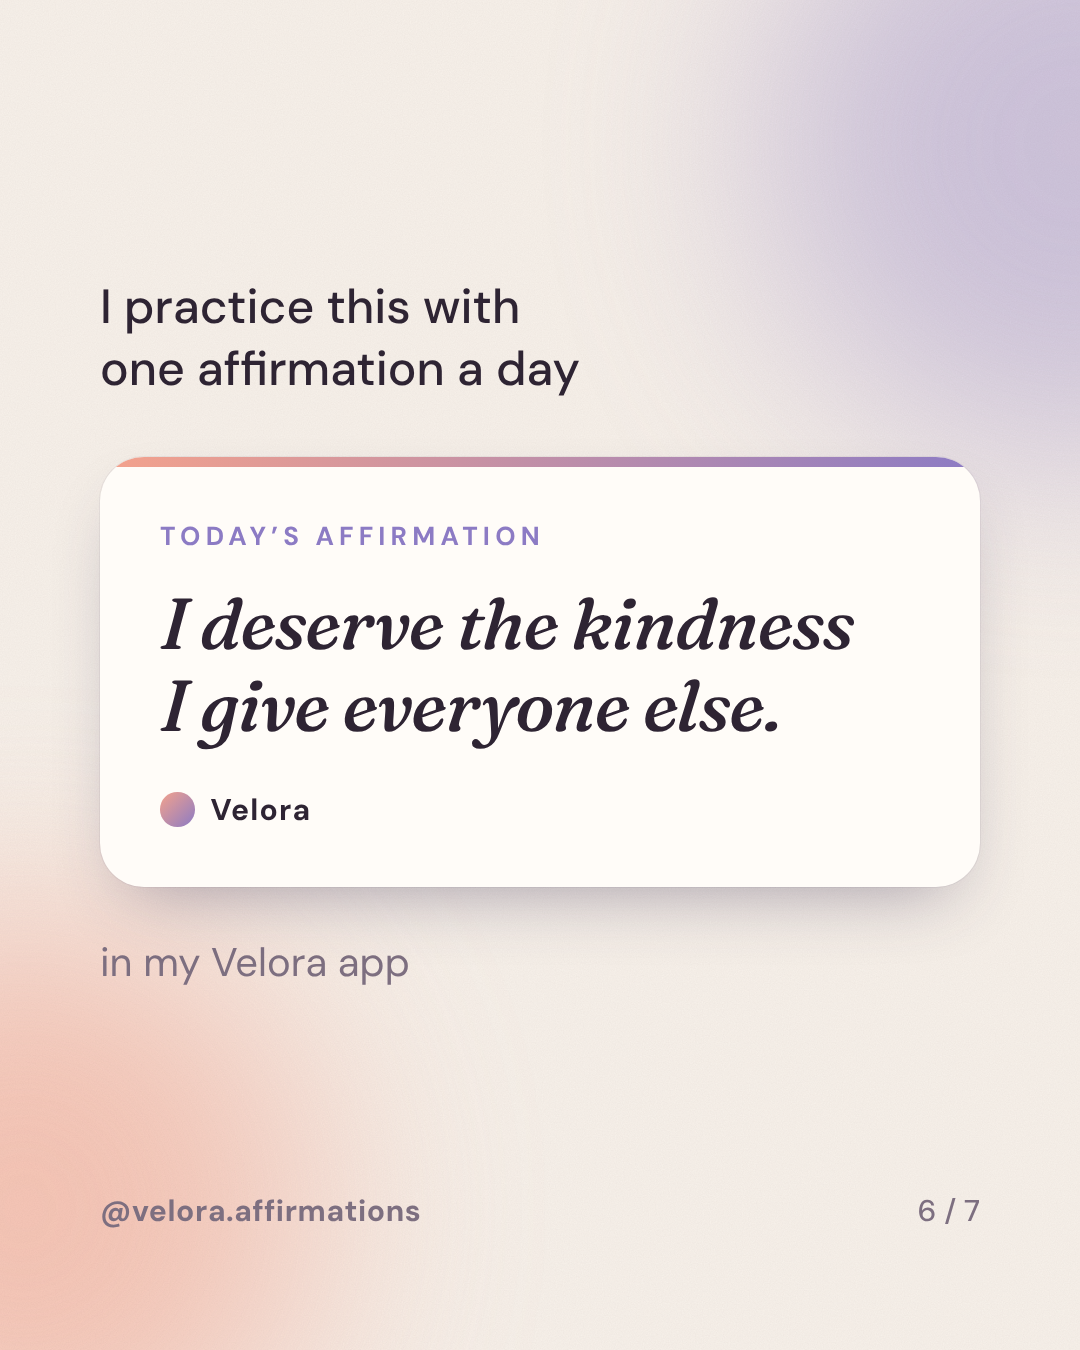 I practice this with
one affirmation a day
TODAY’S AFFIRMATION
I deserve the kindness
I give everyone else.
Velora
in my Velora app
@velora.affirmations
6 / 7